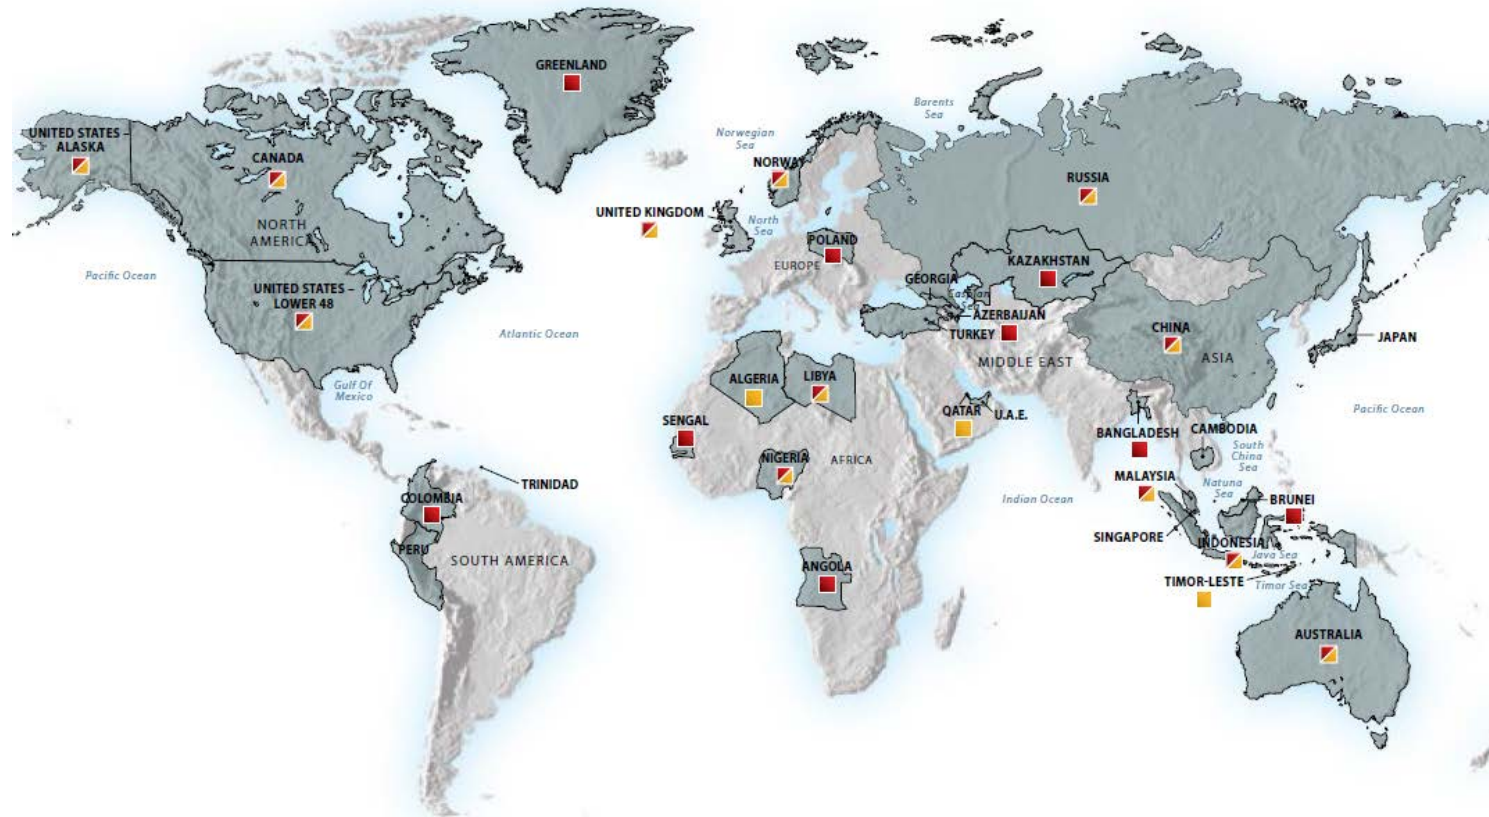 GREENLAND
Barents
Sea
UNITED STATES –
ALASKA
Norwegian
Sea
CANADA
NORWAY
RUSSIA
UNITED KINGDOM
North
Sea
NORTH
AMERICA
POLAND
EUROPE
KAZAKHSTAN
Pacific Ocean
GEORGIA
UNITED STATES –
LOWER 48
Caspian
Sea
AZERBAIJAN
TURKEY
CHINA
Atlantic Ocean
JAPAN
MIDDLE EAST
ASIA
Gulf Of
Mexico
ALGERIA
LIBYA
QATAR
U.A.E.
Pacific Ocean
SENGAL
BANGLADESH
CAMBODIA
South
China
Sea
NIGERIA
AFRICA
TRINIDAD
MALAYSIA
Natuna
Sea
COLOMBIA
Indian Ocean
BRUNEI
SINGAPORE
PERU
SOUTH AMERICA
INDONESIA
Java Sea
ANGOLA
TIMOR-LESTE
Timor Sea
AUSTRALIA